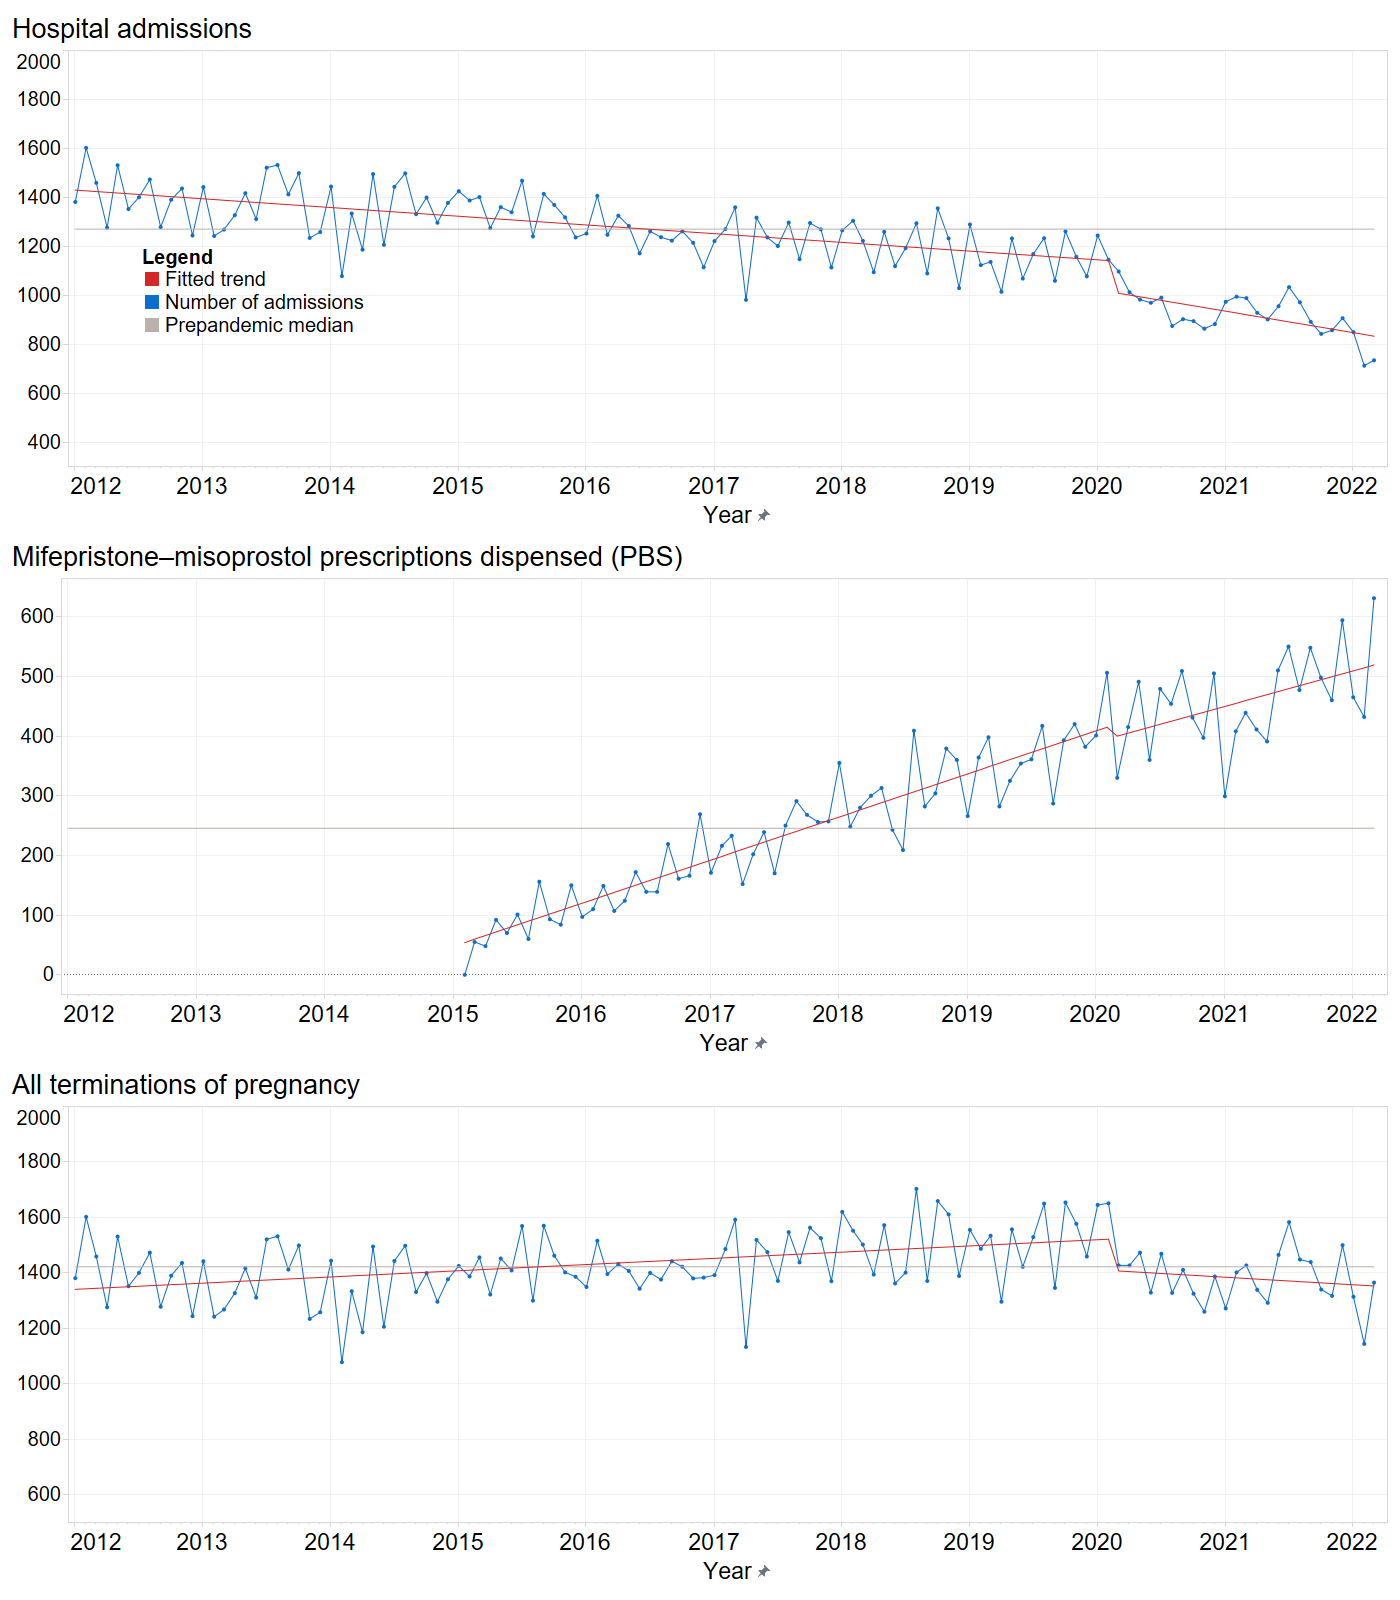 Hospital admissions
2000
1800
1600
1400
1200
1000
800
600
400
Legend
Fitted trend
Number of admissions
Prepandemic median
2012 2013 2014 2015 2016 2017 2018 2019 2020 2021 2022
Year
Mifepristone–misoprostol prescriptions dispensed (PBS)
600
500
400
300
200
100
0
2012 2013 2014 2015 2016 2017 2018 2019 2020 2021 2022
Year
All terminations of pregnancy
2000
1800
1600
1400
1200
1000
800
600
2012 2013 2014 2015 2016 2017 2018 2019 2020 2021 2022
Year